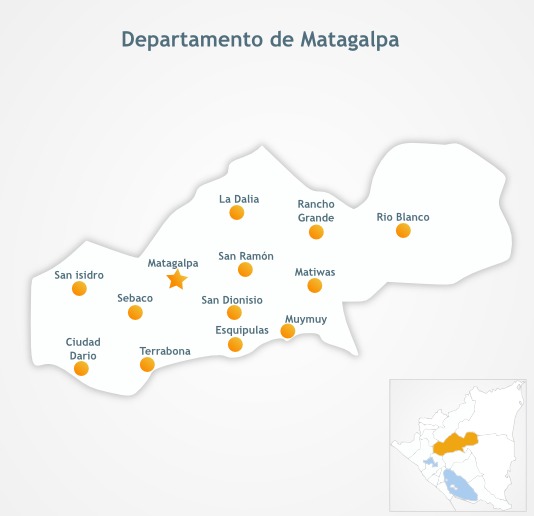 Departamento de Matagalpa
La Dalia
Rancho
Grande
Rio Blanco
Matagalpa
San Ramón
San isidro
Matiwas
Sebaco
San Dionisio
Muymuy
Esquipulas
Ciudad
Dario
Terrabona